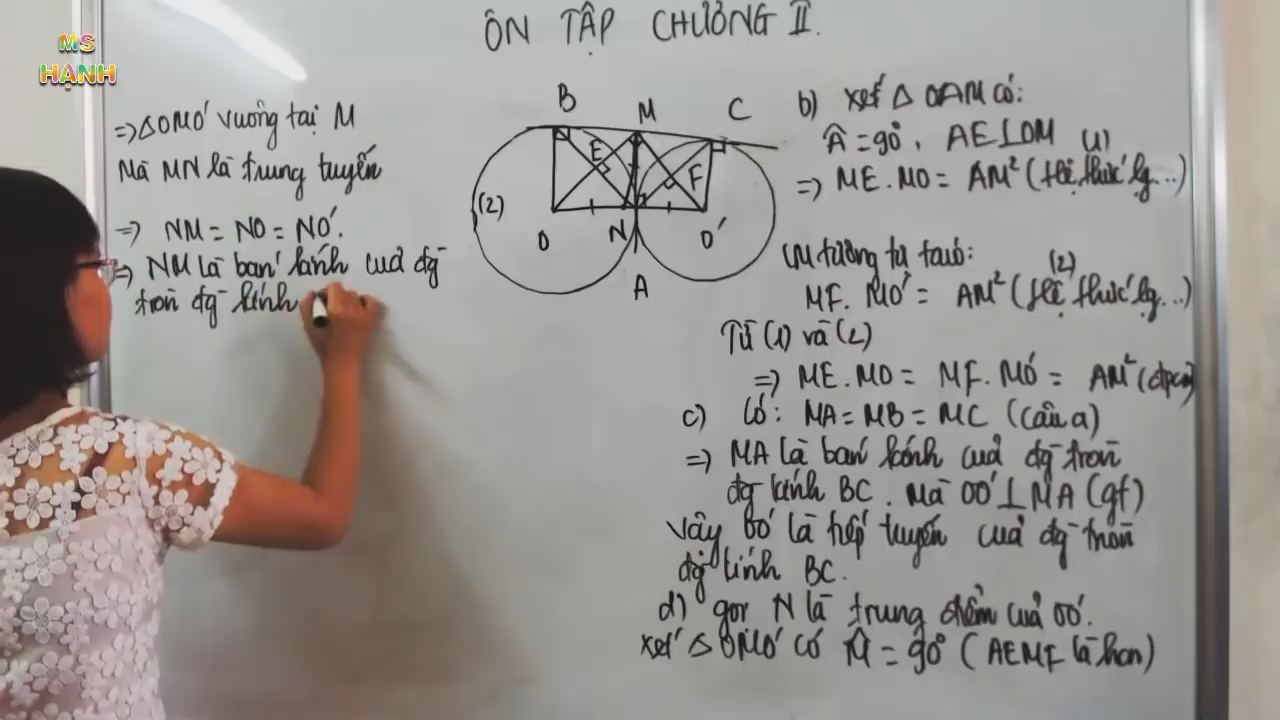 MS
HẠNH
ÔN TẬP CHƯƠNG II.
=> △OMO' vuông tại M
Mà MN là trung tuyến
=> NM = NO = NO'.
=> NM là bán kính của đg
tròn đg kính
(2)
B M C
E F
O N O'
A
b) xét △ OAM có:
Â = 90°, AE⊥OM (1)
=> ME.MO = AM² (Hệ thức lg...)
CM tương tự ta có:
(2)
MF. MO' = AM² (Hệ thức lg...)
Từ (1) và (2)
=> ME.MO = MF.MO' = AM² (đpcm)
c) Có: MA = MB = MC (câu a)
=> MA là bán kính của đg tròn
đg kính BC. Mà OO' ⊥ MA (gt)
Vậy OO' là tiếp tuyến của đg tròn
đg kính BC.
d) gọi N là trung điểm của OO'.
xét △ OMO' có M̂ = 90° (AEMF là hcn)